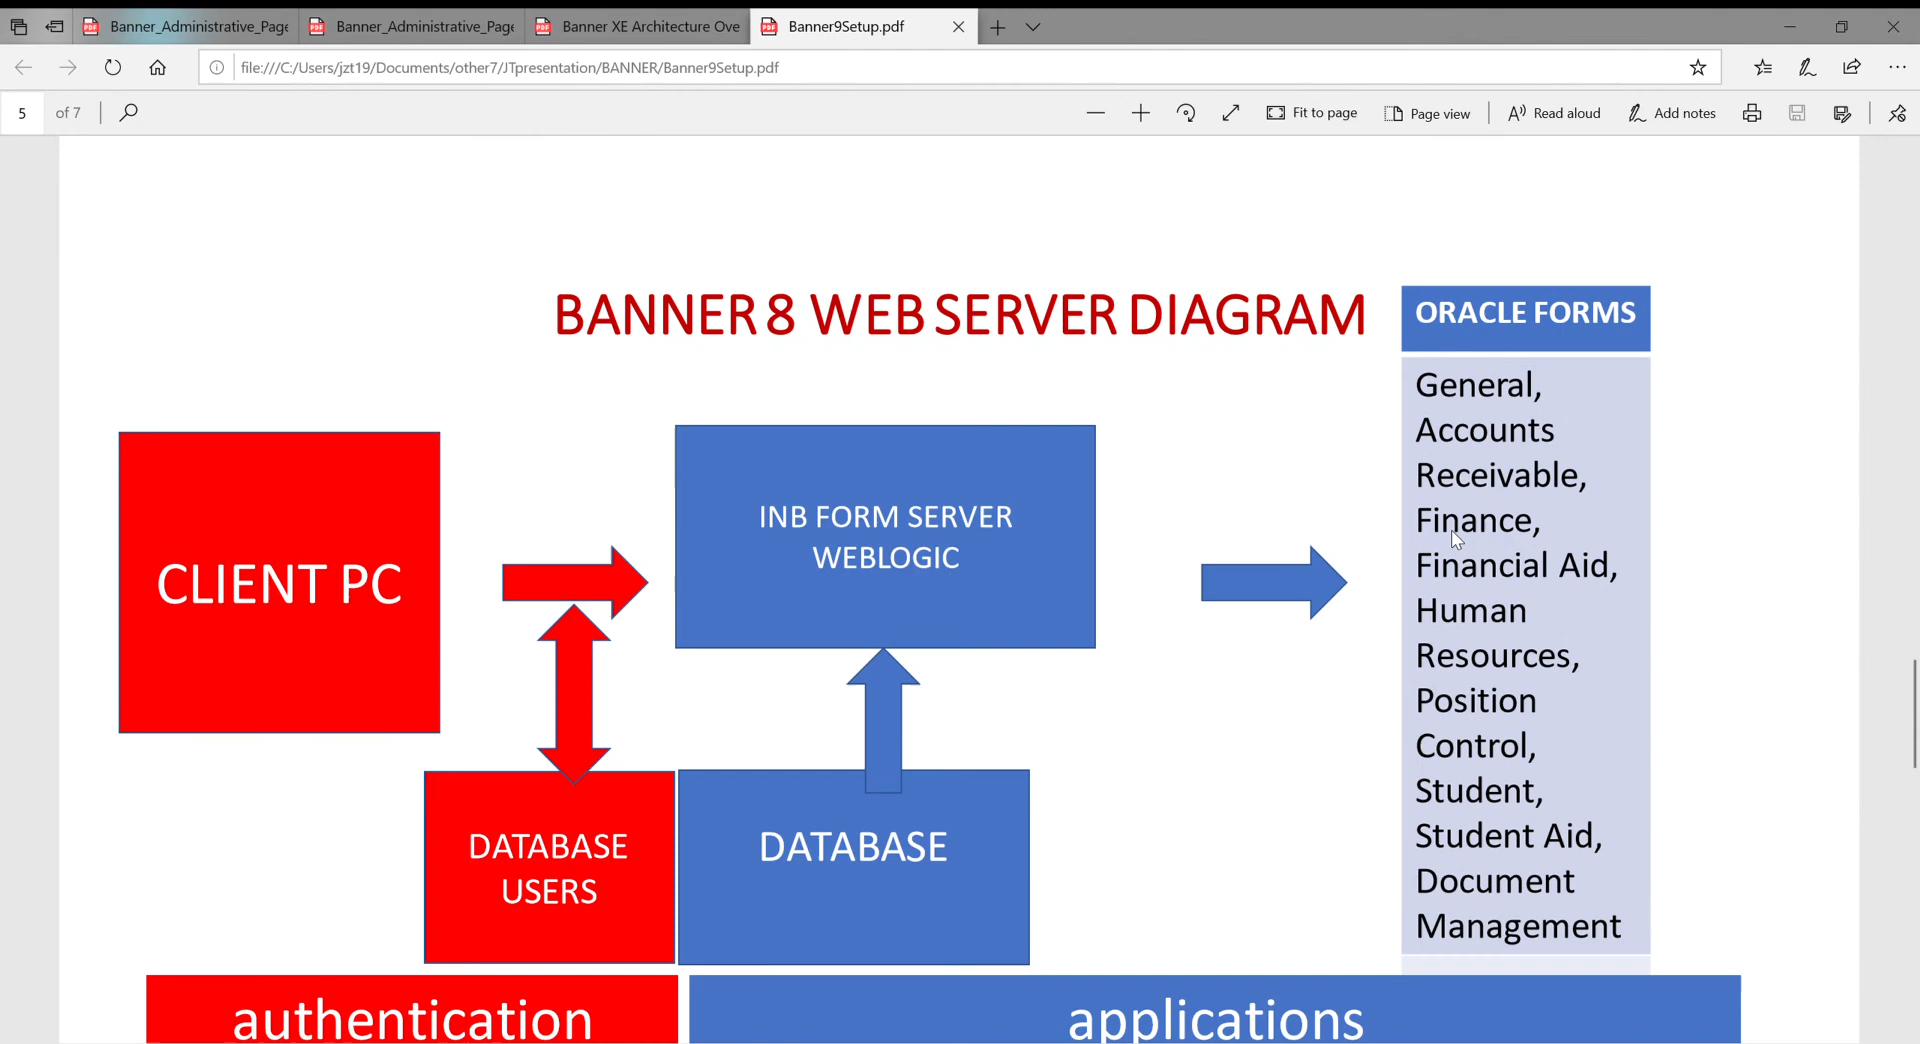 Banner_Administrative_Page
Banner_Administrative_Page
Banner XE Architecture Ove
Banner9Setup.pdf
file:///C:/Users/jzt19/Documents/other7/JTpresentation/BANNER/Banner9Setup.pdf
5 of 7
Fit to page
Page view
Read aloud
Add notes
BANNER 8 WEB SERVER DIAGRAM
ORACLE FORMS
General,
Accounts
Receivable,
Finance,
Financial Aid,
Human
Resources,
Position
Control,
Student,
Student Aid,
Document
Management
CLIENT PC
INB FORM SERVER
WEBLOGIC
DATABASE
USERS
DATABASE
authentication
applications